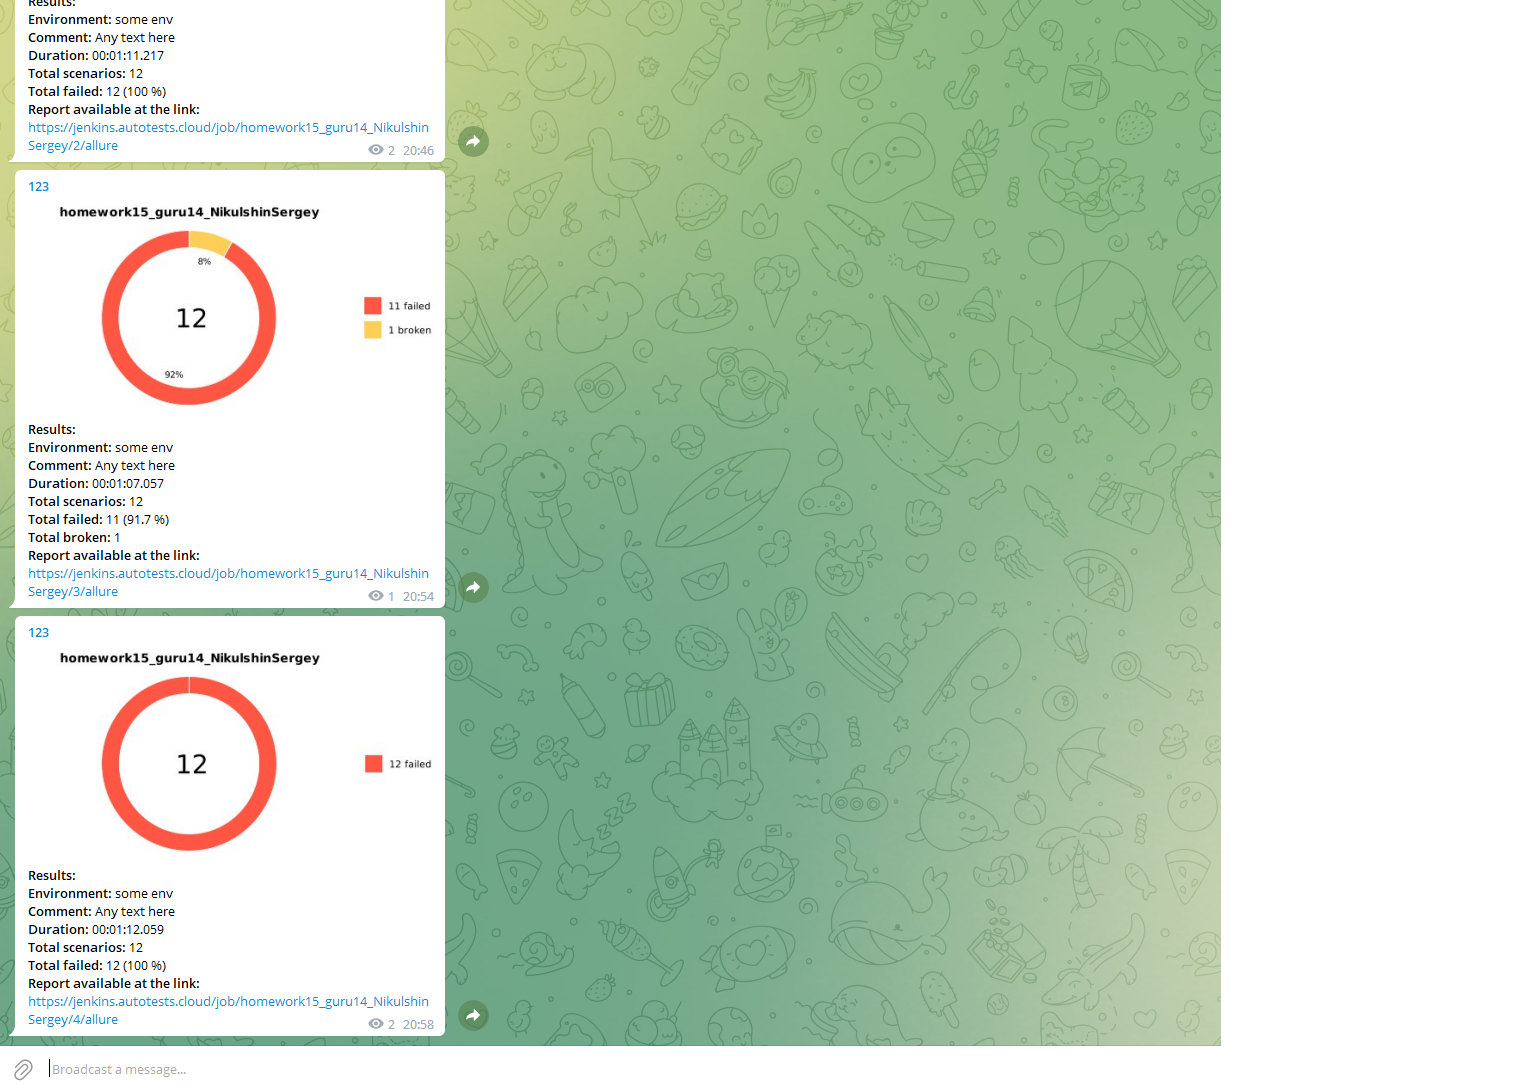 Results:
Environment: some env
Comment: Any text here
Duration: 00:01:11.217
Total scenarios: 12
Total failed: 12 (100 %)
Report available at the link:
https://jenkins.autotests.cloud/job/homework15_guru14_Nikulshin
Sergey/2/allure
2 20:46
123
homework15_guru14_NikulshinSergey
8%
12
92%
11 failed
1 broken
Results:
Environment: some env
Comment: Any text here
Duration: 00:01:07.057
Total scenarios: 12
Total failed: 11 (91.7 %)
Total broken: 1
Report available at the link:
https://jenkins.autotests.cloud/job/homework15_guru14_Nikulshin
Sergey/3/allure
1 20:54
123
homework15_guru14_NikulshinSergey
12
12 failed
Results:
Environment: some env
Comment: Any text here
Duration: 00:01:12.059
Total scenarios: 12
Total failed: 12 (100 %)
Report available at the link:
https://jenkins.autotests.cloud/job/homework15_guru14_Nikulshin
Sergey/4/allure
2 20:58
Broadcast a message...